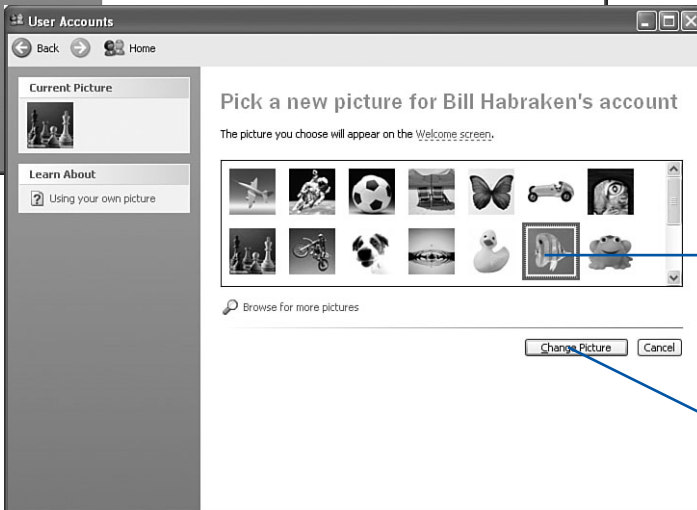 User Accounts
Back Home
Current Picture
Learn About
Using your own picture
Pick a new picture for Bill Habraken's account
The picture you choose will appear on the Welcome screen.
Browse for more pictures
Change Picture Cancel